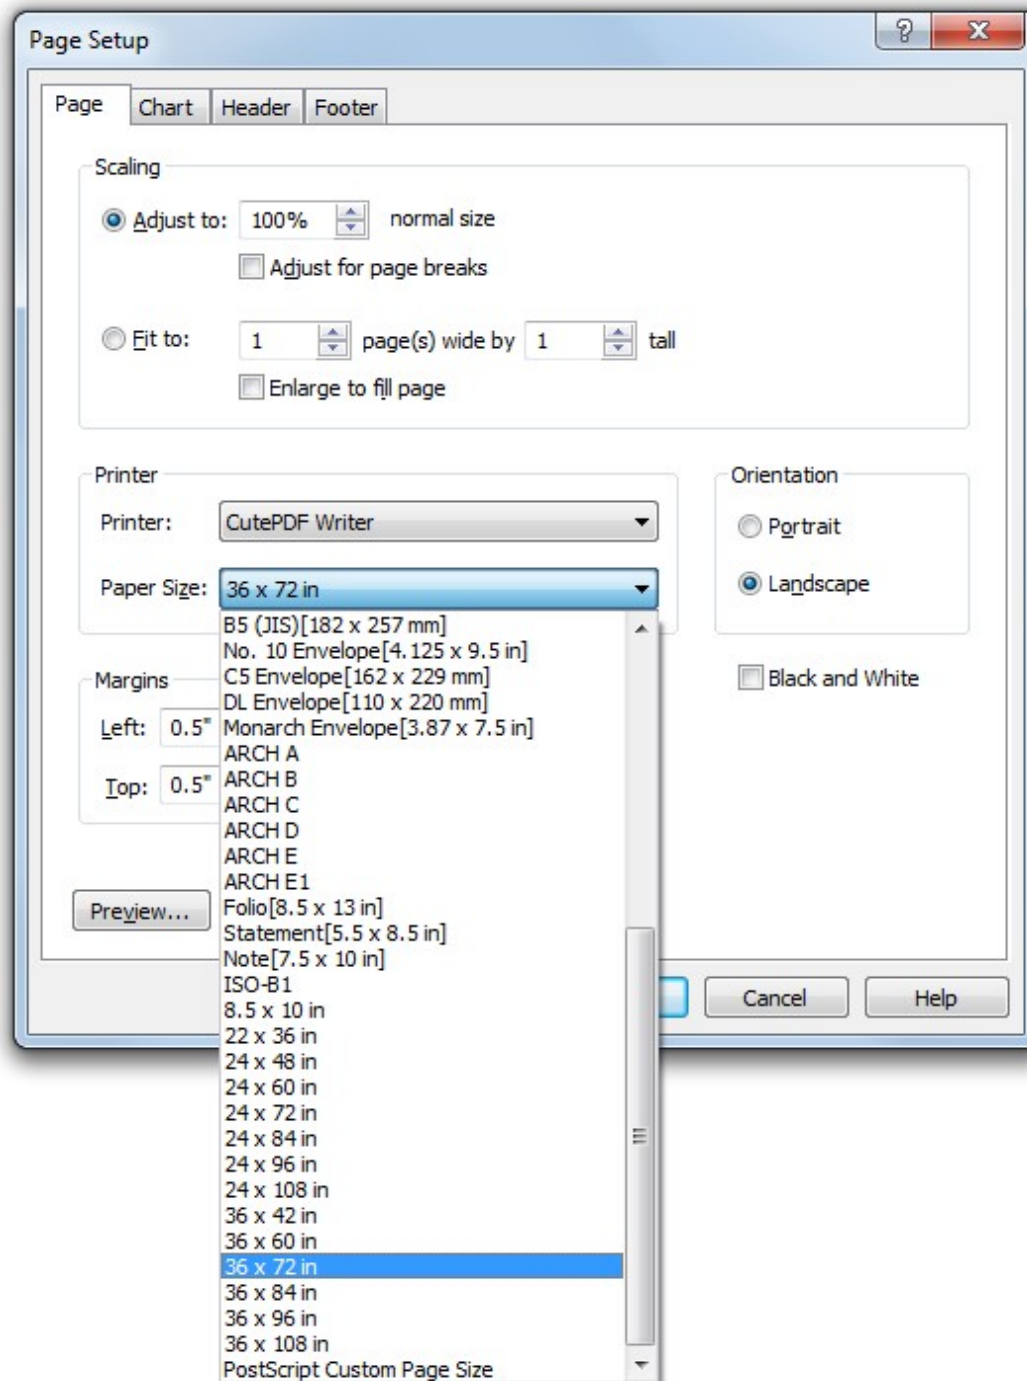 Page Setup
Page Chart Header Footer
Scaling
Adjust to: 100% normal size
Adjust for page breaks
Fit to: 1 page(s) wide by 1 tall
Enlarge to fill page
Printer
Printer: CutePDF Writer
Paper Size: 36 x 72 in
Orientation
Portrait
Landscape
Black and White
B5 (JIS)[182 x 257 mm]
No. 10 Envelope[4.125 x 9.5 in]
C5 Envelope[162 x 229 mm]
DL Envelope[110 x 220 mm]
Monarch Envelope[3.87 x 7.5 in]
ARCH A
ARCH B
ARCH C
ARCH D
ARCH E
ARCH E1
Folio[8.5 x 13 in]
Statement[5.5 x 8.5 in]
Note[7.5 x 10 in]
ISO-B1
8.5 x 10 in
22 x 36 in
24 x 48 in
24 x 60 in
24 x 72 in
24 x 84 in
24 x 96 in
24 x 108 in
36 x 42 in
36 x 60 in
36 x 72 in
36 x 84 in
36 x 96 in
36 x 108 in
PostScript Custom Page Size
Margins
Left: 0.5"
Top: 0.5"
Preview...
Cancel Help